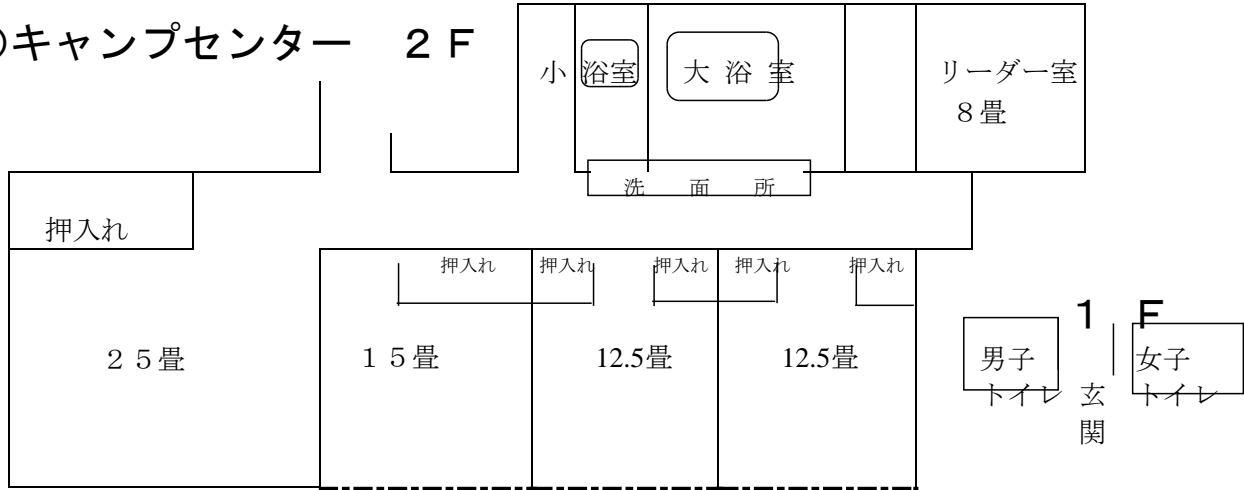 キャンプセンター　２Ｆ
小 浴室　大 浴 室　リーダー室
８畳
洗　面　所
押入れ
押入れ　押入れ　押入れ　押入れ　押入れ
１　Ｆ
２５畳　１５畳　12.5畳　12.5畳　男子　女子
トイレ　玄　トイレ
関